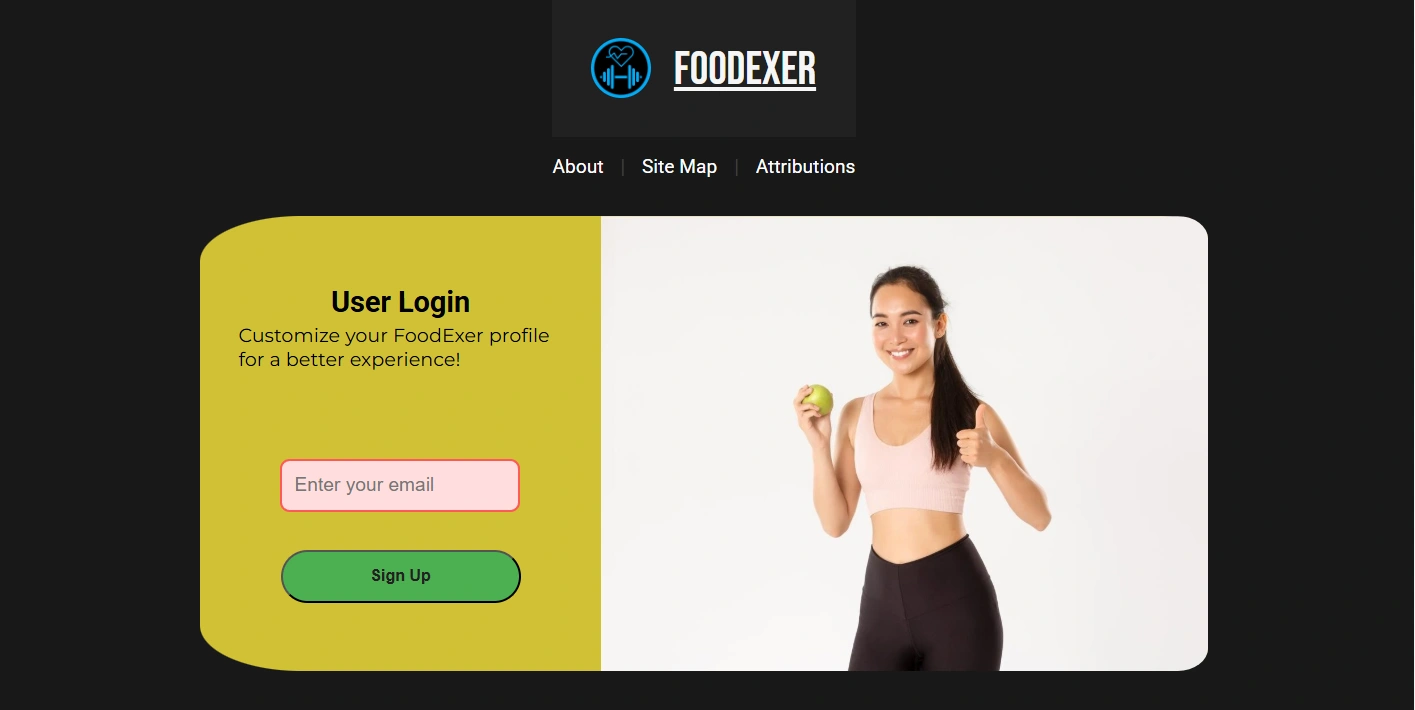 FOODEXER
About | Site Map | Attributions
User Login
Customize your FoodExer profile
for a better experience!
Enter your email
Sign Up